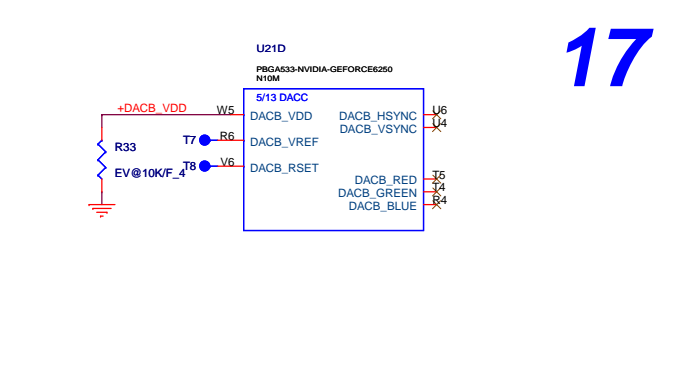 17
U21D
PBGA533-NVIDIA-GEFORCE6250
N10M
5/13 DACC
+DACB_VDD
W5
DACB_VDD
DACB_HSYNC
U6
DACB_VSYNC
U4
T7
R6
DACB_VREF
R33
EV@10K/F_4
T8
V6
DACB_RSET
DACB_RED
T5
DACB_GREEN
T4
DACB_BLUE
R4